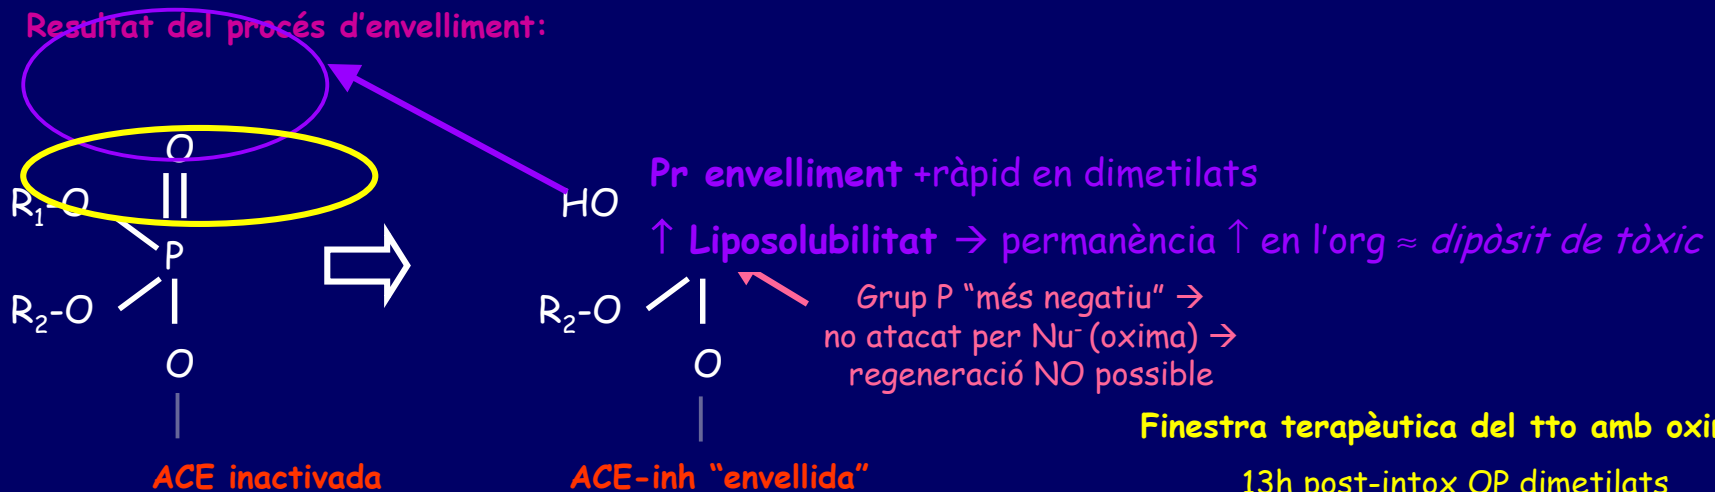 Resultat del procés d'envelliment:
O
R1-O
P
R2-O
O
ACE inactivada
HO
R2-O
O
ACE-inh "envellida"
Pr envelliment +ràpid en dimetilats
↑ Liposolubilitat → permanència ↑ en l'org ≈ dipòsit de tòxic
Grup P "més negatiu" →
no atacat per Nu⁻ (oxima) →
regeneració NO possible
Finestra terapèutica del tto amb
13h post-intox OP dimetilats